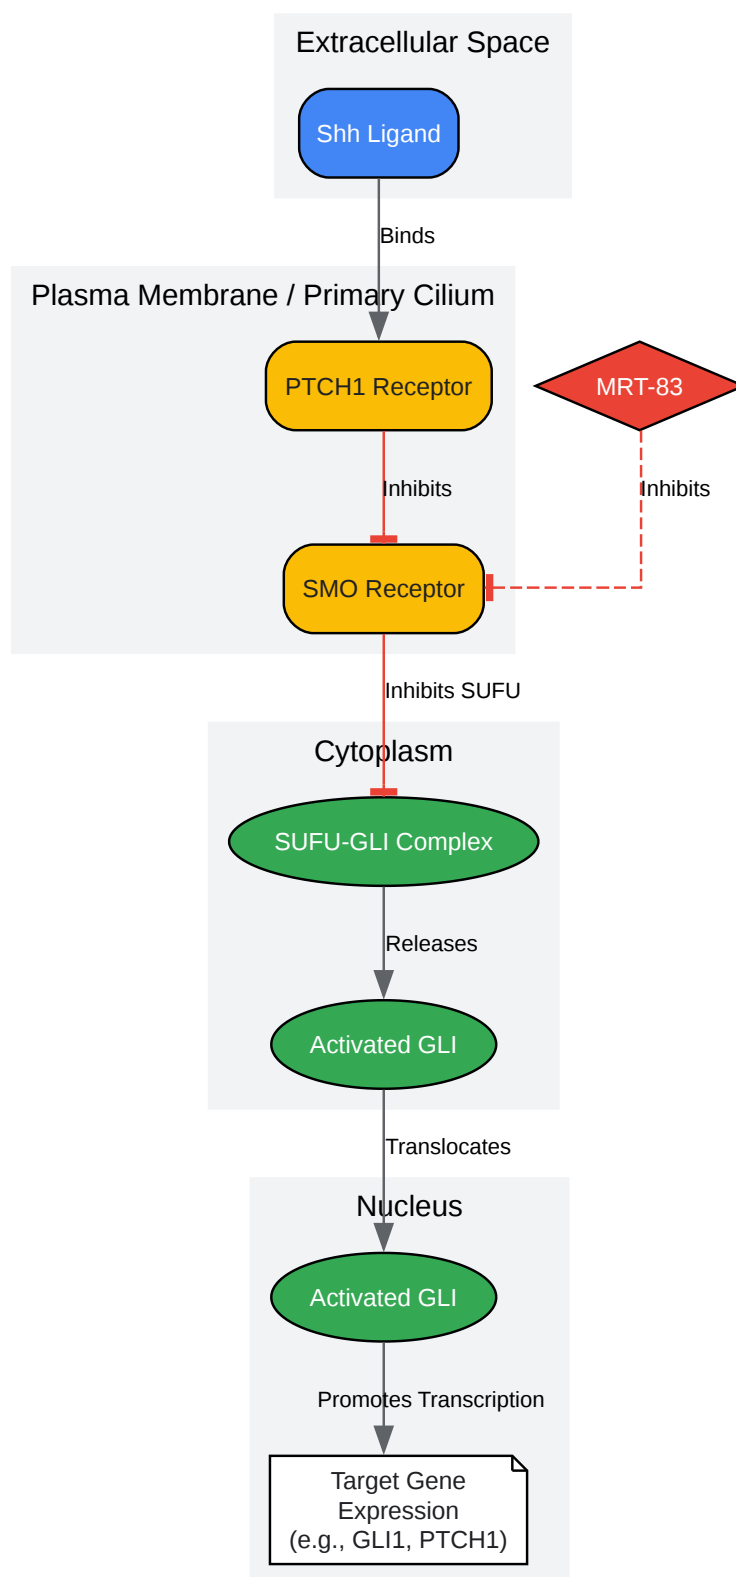 Extracellular Space
Shh Ligand
Binds
Plasma Membrane / Primary Cilium
PTCH1 Receptor
MRT-83
Inhibits
Inhibits
SMO Receptor
Inhibits SUFU
Cytoplasm
SUFU-GLI Complex
Releases
Activated GLI
Translocates
Nucleus
Activated GLI
Promotes Transcription
Target Gene
Expression
(e.g., GLI1, PTCH1)